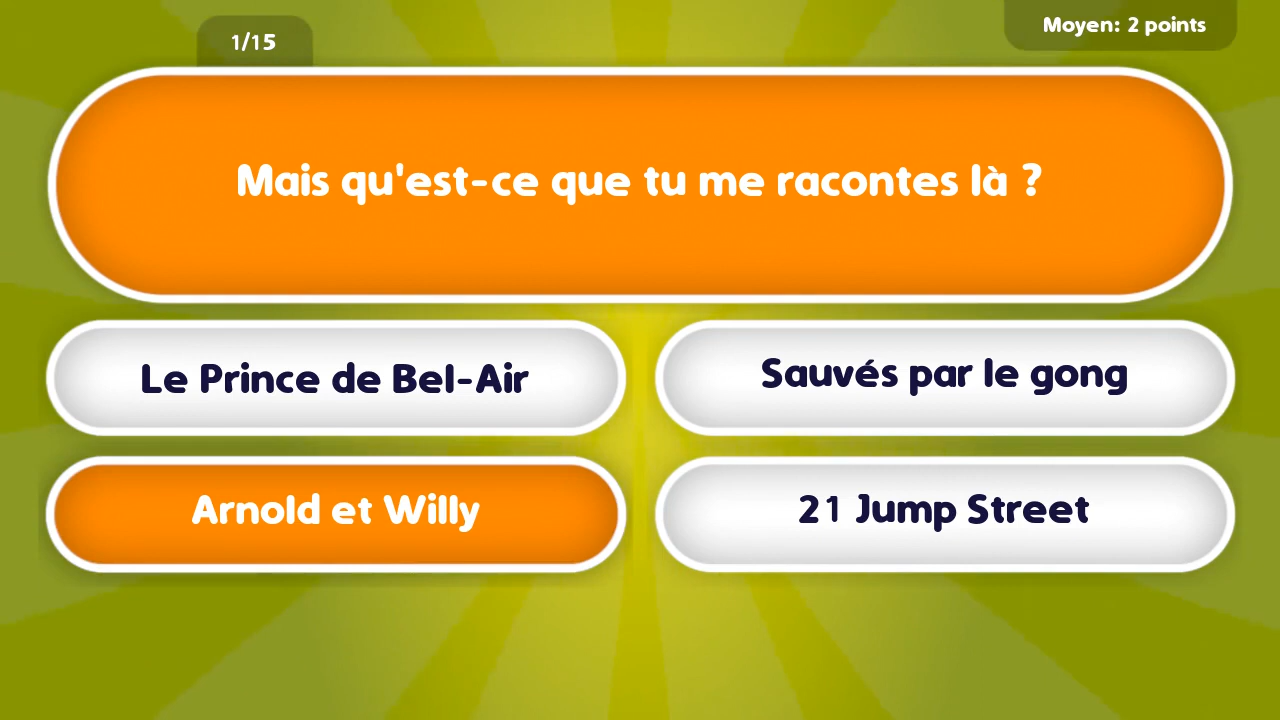 1/15
Moyen: 2 points
Mais qu'est-ce que tu me racontes là ?
Le Prince de Bel-Air
Sauvés par le gong
Arnold et Willy
21 Jump Street